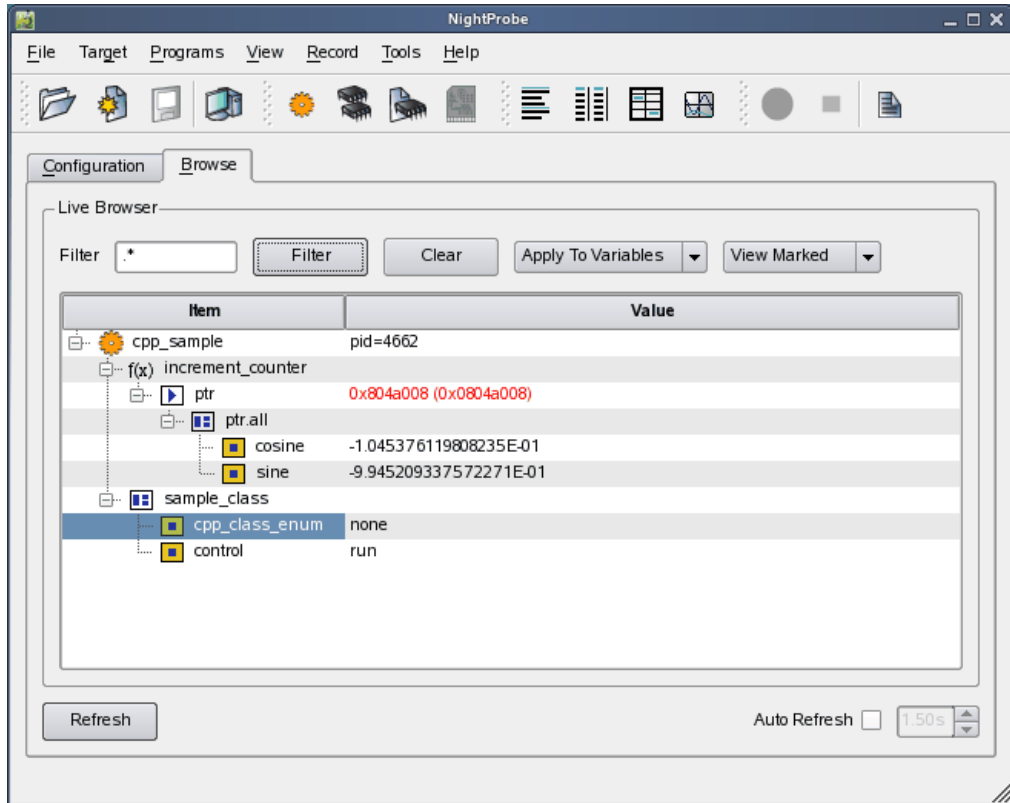 NightProbe
File Target Programs View Record Tools Help
Configuration Browse
Live Browser
Filter .* Filter Clear Apply To Variables View Marked
Item Value
cpp_sample pid=4662
f(x) increment_counter
ptr 0x804a008 (0x0804a008)
ptr.all
cosine -1.045376119808235E-01
sine -9.945209337572271E-01
sample_class
cpp_class_enum none
control run
Refresh Auto Refresh 1.50s